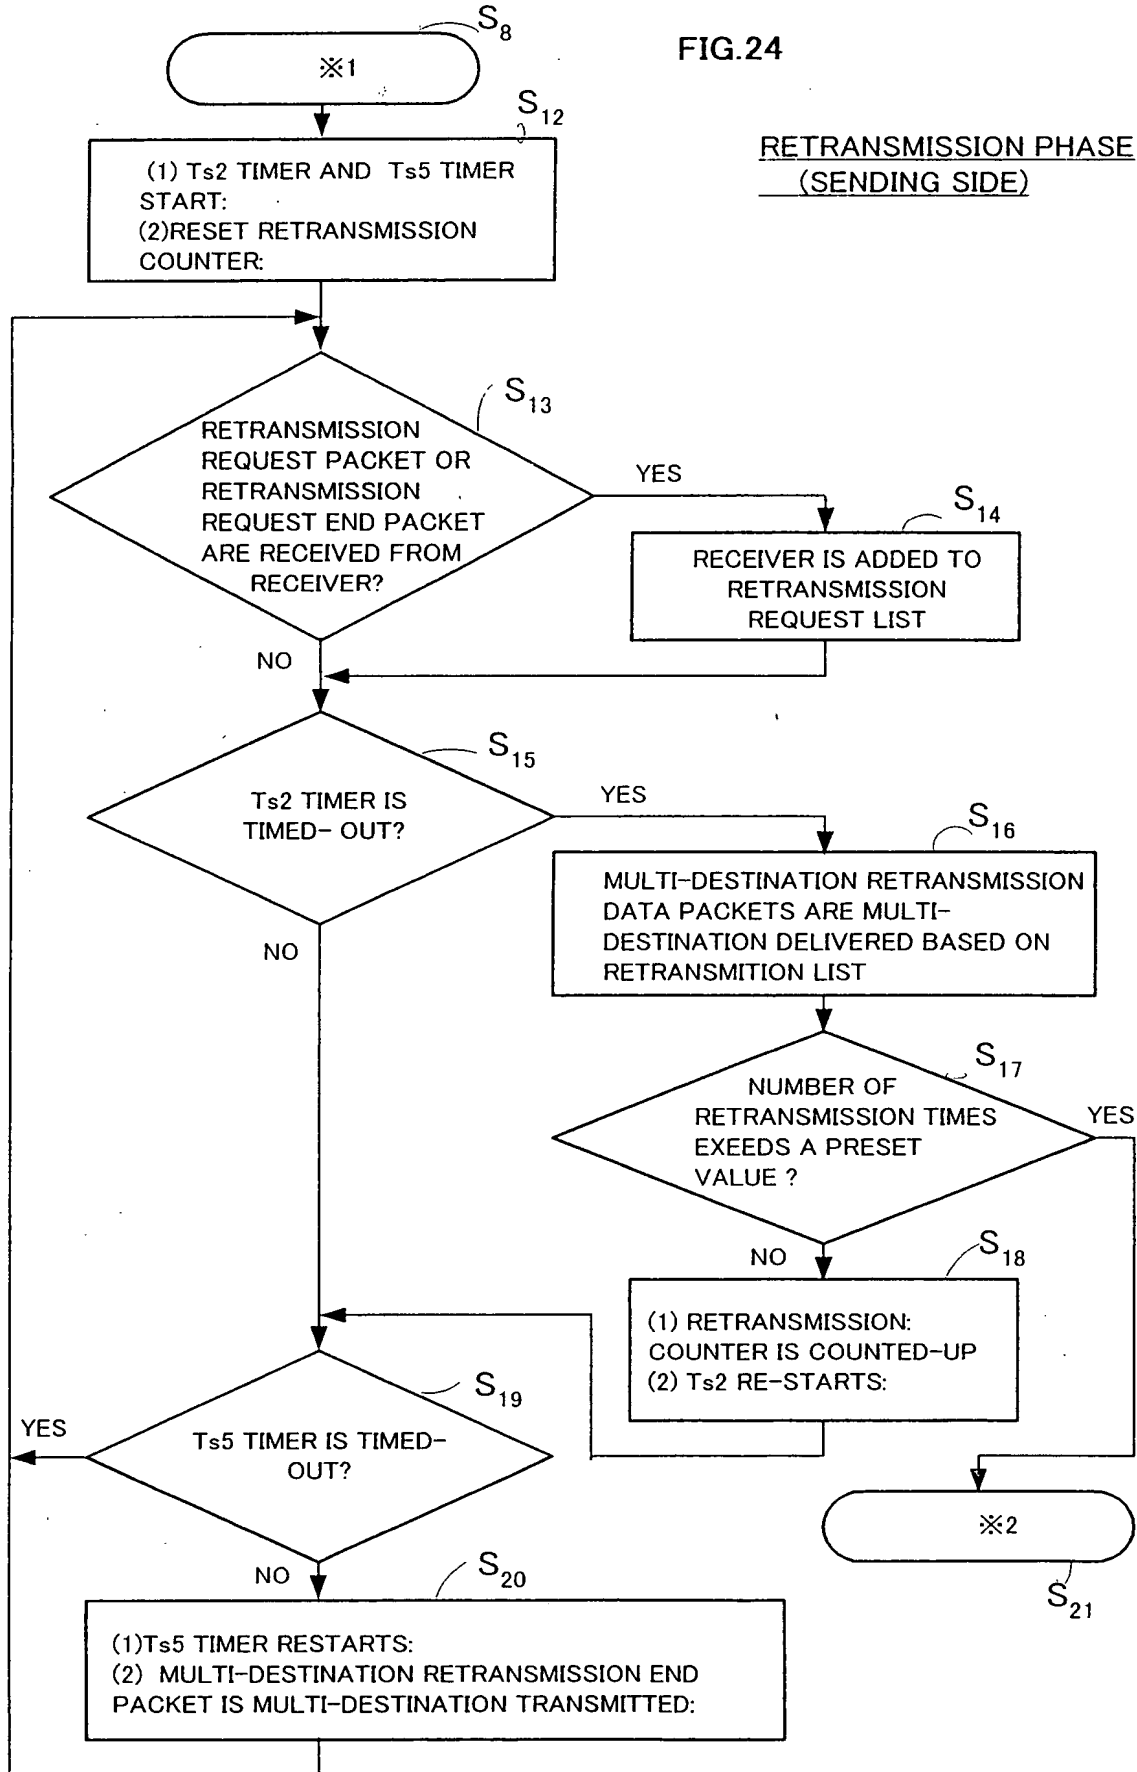 S8
FIG.24
※1
S12
RETRANSMISSION PHASE
(SENDING SIDE)
(1) Ts2 TIMER AND Ts5 TIMER
START:
(2)RESET RETRANSMISSION
COUNTER:
S13
RETRANSMISSION
REQUEST PACKET OR
RETRANSMISSION
REQUEST END PACKET
ARE RECEIVED FROM
RECEIVER?
YES
S14
RECEIVER IS ADDED TO
RETRANSMISSION
REQUEST LIST
NO
S15
Ts2 TIMER IS
TIMED- OUT?
YES
S16
MULTI-DESTINATION RETRANSMISSION
DATA PACKETS ARE MULTI-
DESTINATION DELIVERED BASED ON
RETRANSMITION LIST
NO
S17
NUMBER OF
RETRANSMISSION TIMES
EXEEDS A PRESET
VALUE ?
YES
NO
S18
(1) RETRANSMISSION:
COUNTER IS COUNTED-UP
(2) Ts2 RE-STARTS:
S19
YES
Ts5 TIMER IS TIMED-
OUT?
※2
S21
NO
S20
(1)Ts5 TIMER RESTARTS:
(2) MULTI-DESTINATION RETRANSMISSION END
PACKET IS MULTI-DESTINATION TRANSMITTED: